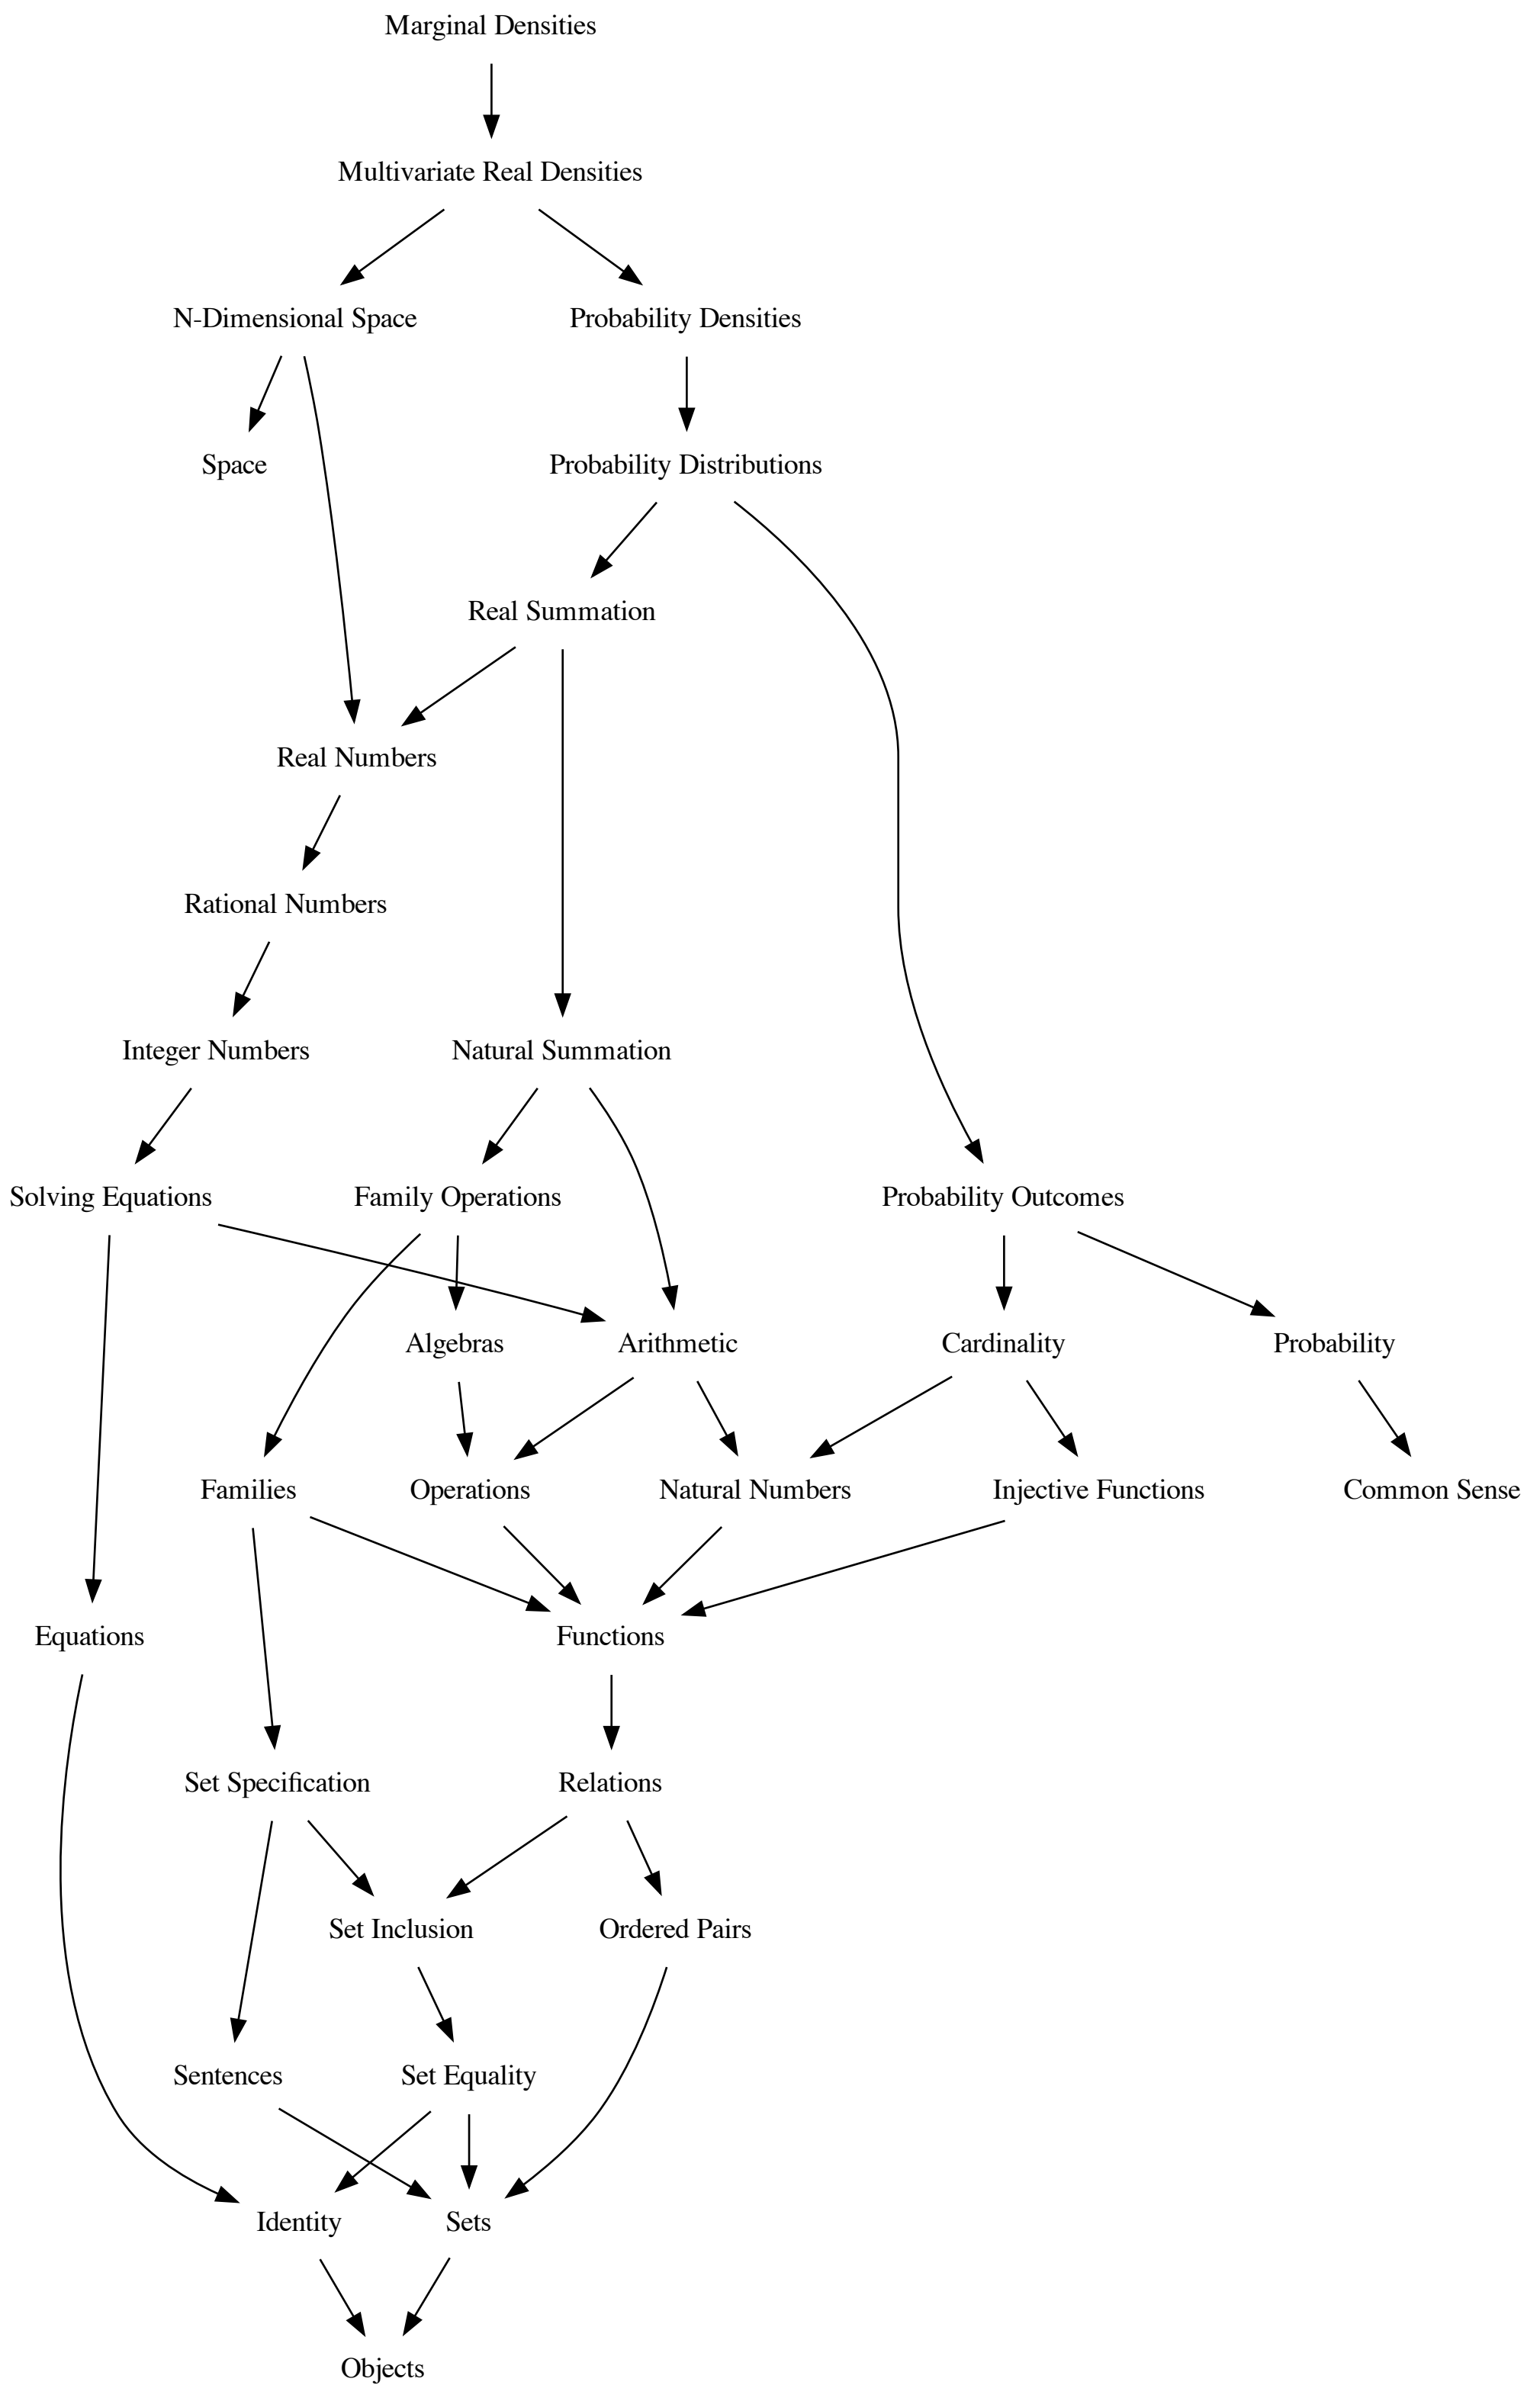 Marginal Densities
Multivariate Real Densities
N-Dimensional Space
Probability Densities
Space
Probability Distributions
Real Summation
Real Numbers
Rational Numbers
Integer Numbers
Natural Summation
Solving Equations
Family Operations
Probability Outcomes
Algebras
Arithmetic
Cardinality
Probability
Families
Operations
Natural Numbers
Injective Functions
Common Sense
Equations
Functions
Set Specification
Relations
Set Inclusion
Ordered Pairs
Sentences
Set Equality
Identity
Sets
Objects